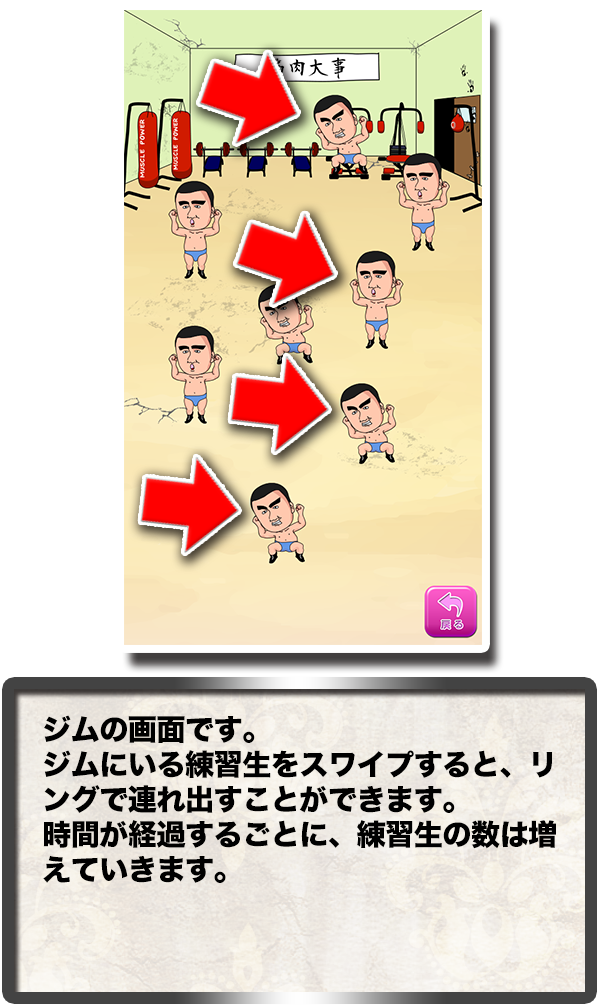 肉大事
MUSCLE POWER
MUSCLE POWER
戻る
ジムの画面です。
ジムにいる練習生をスワイプすると、リ
ングで連れ出すことができます。
時間が経過するごとに、練習生の数は増
えていきます。